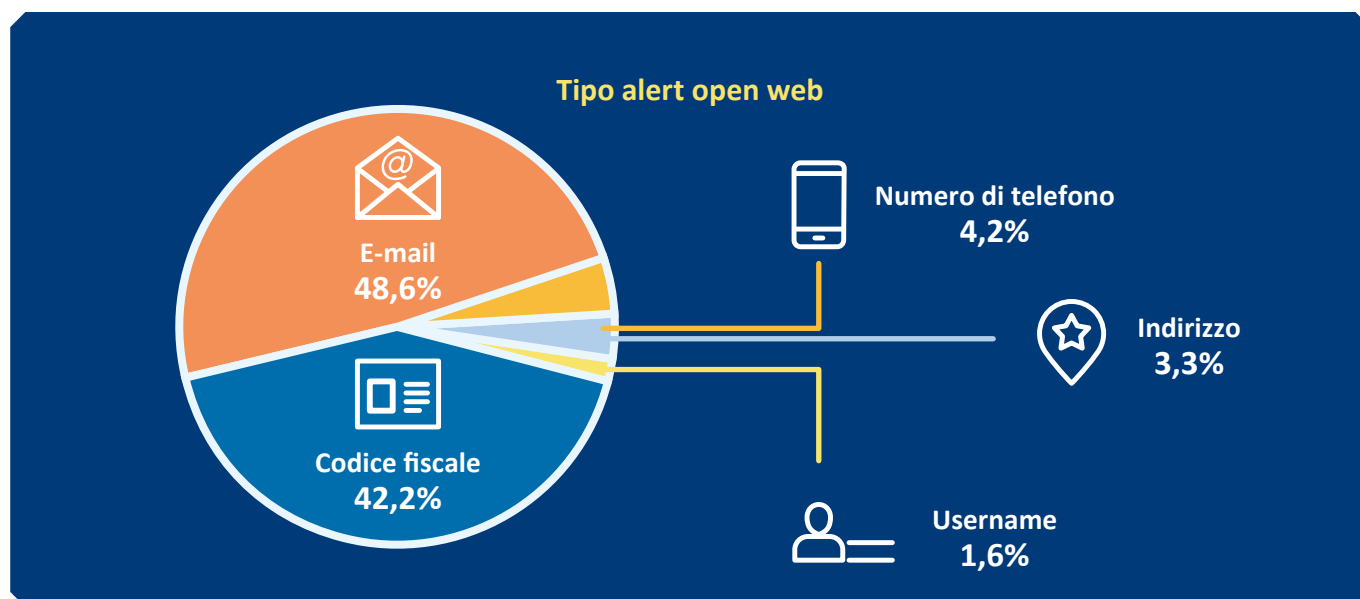 Tipo alert open web
@
E-mail
48,6%
Codice fiscale
42,2%
Numero di telefono
4,2%
Indirizzo
3,3%
Username
1,6%